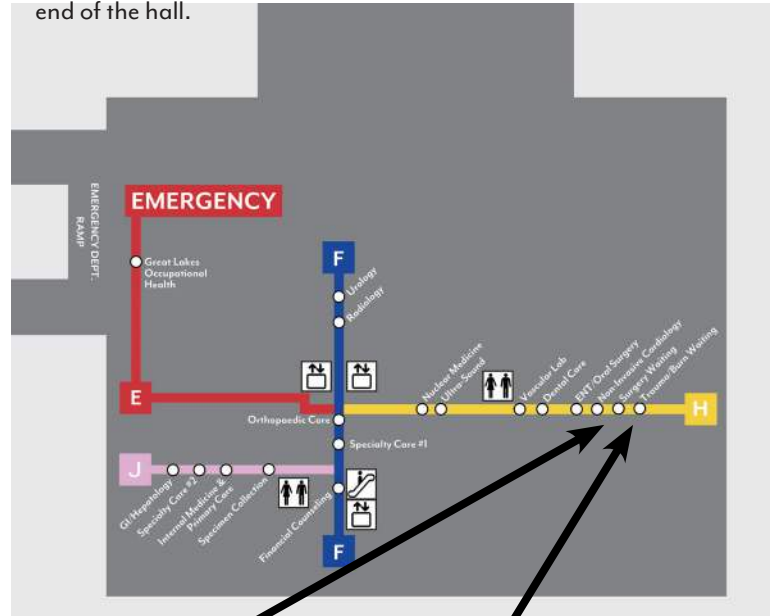 end of the hall.
EMERGENCY DEPT.
RAMP
EMERGENCY
Great Lakes
Occupational
Health
F
Urology
Radiology
E
Orthopaedic Care
Nuclear Medicine
Ultra-Sound
Vascular Lab
Dental Care
ENT/Oral Surgery
Non-Invasive Cardiology
Surgery Waiting
Trauma/Burn Waiting
H
Specialty Care #1
J
GI/Hepatology
Specialty Care #2
Internal Medicine &
Primary Care
Specimen Collection
Financial Counseling
F